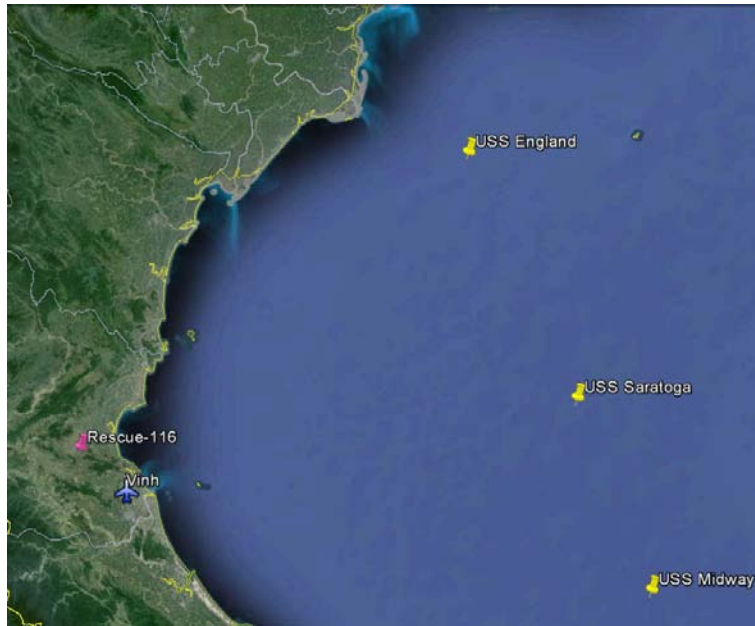 USS England
USS Saratoga
Rescue-116
Vinh
USS Midway